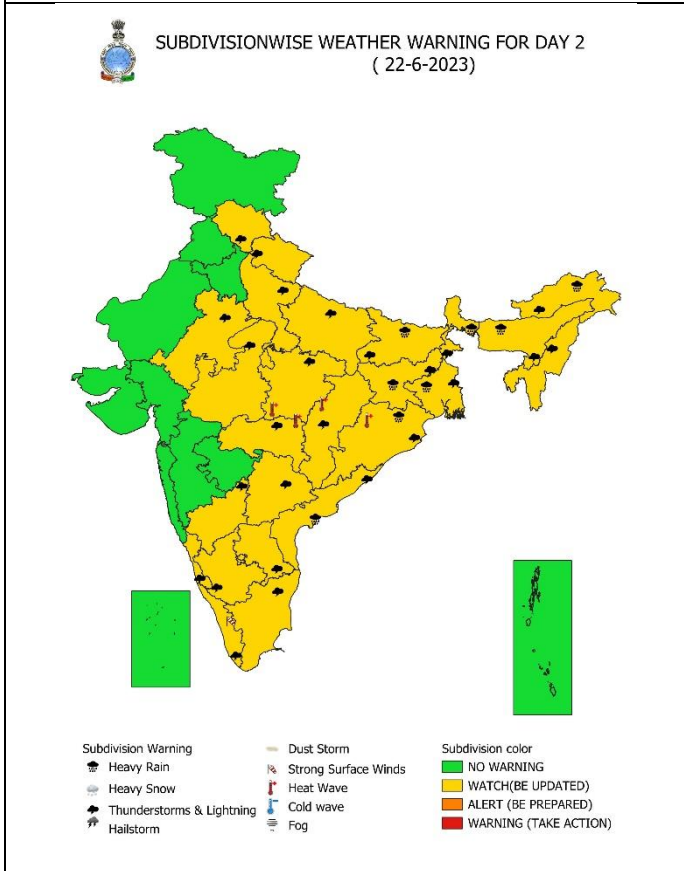 SUBDIVISIONWISE WEATHER WARNING FOR DAY 2
( 22-6-2023)
Subdivision Warning
Heavy Rain
Heavy Snow
Thunderstorms & Lightning
Hailstorm
Dust Storm
Strong Surface Winds
Heat Wave
Cold wave
Fog
Subdivision color
NO WARNING
WATCH(BE UPDATED)
ALERT (BE PREPARED)
WARNING (TAKE ACTION)